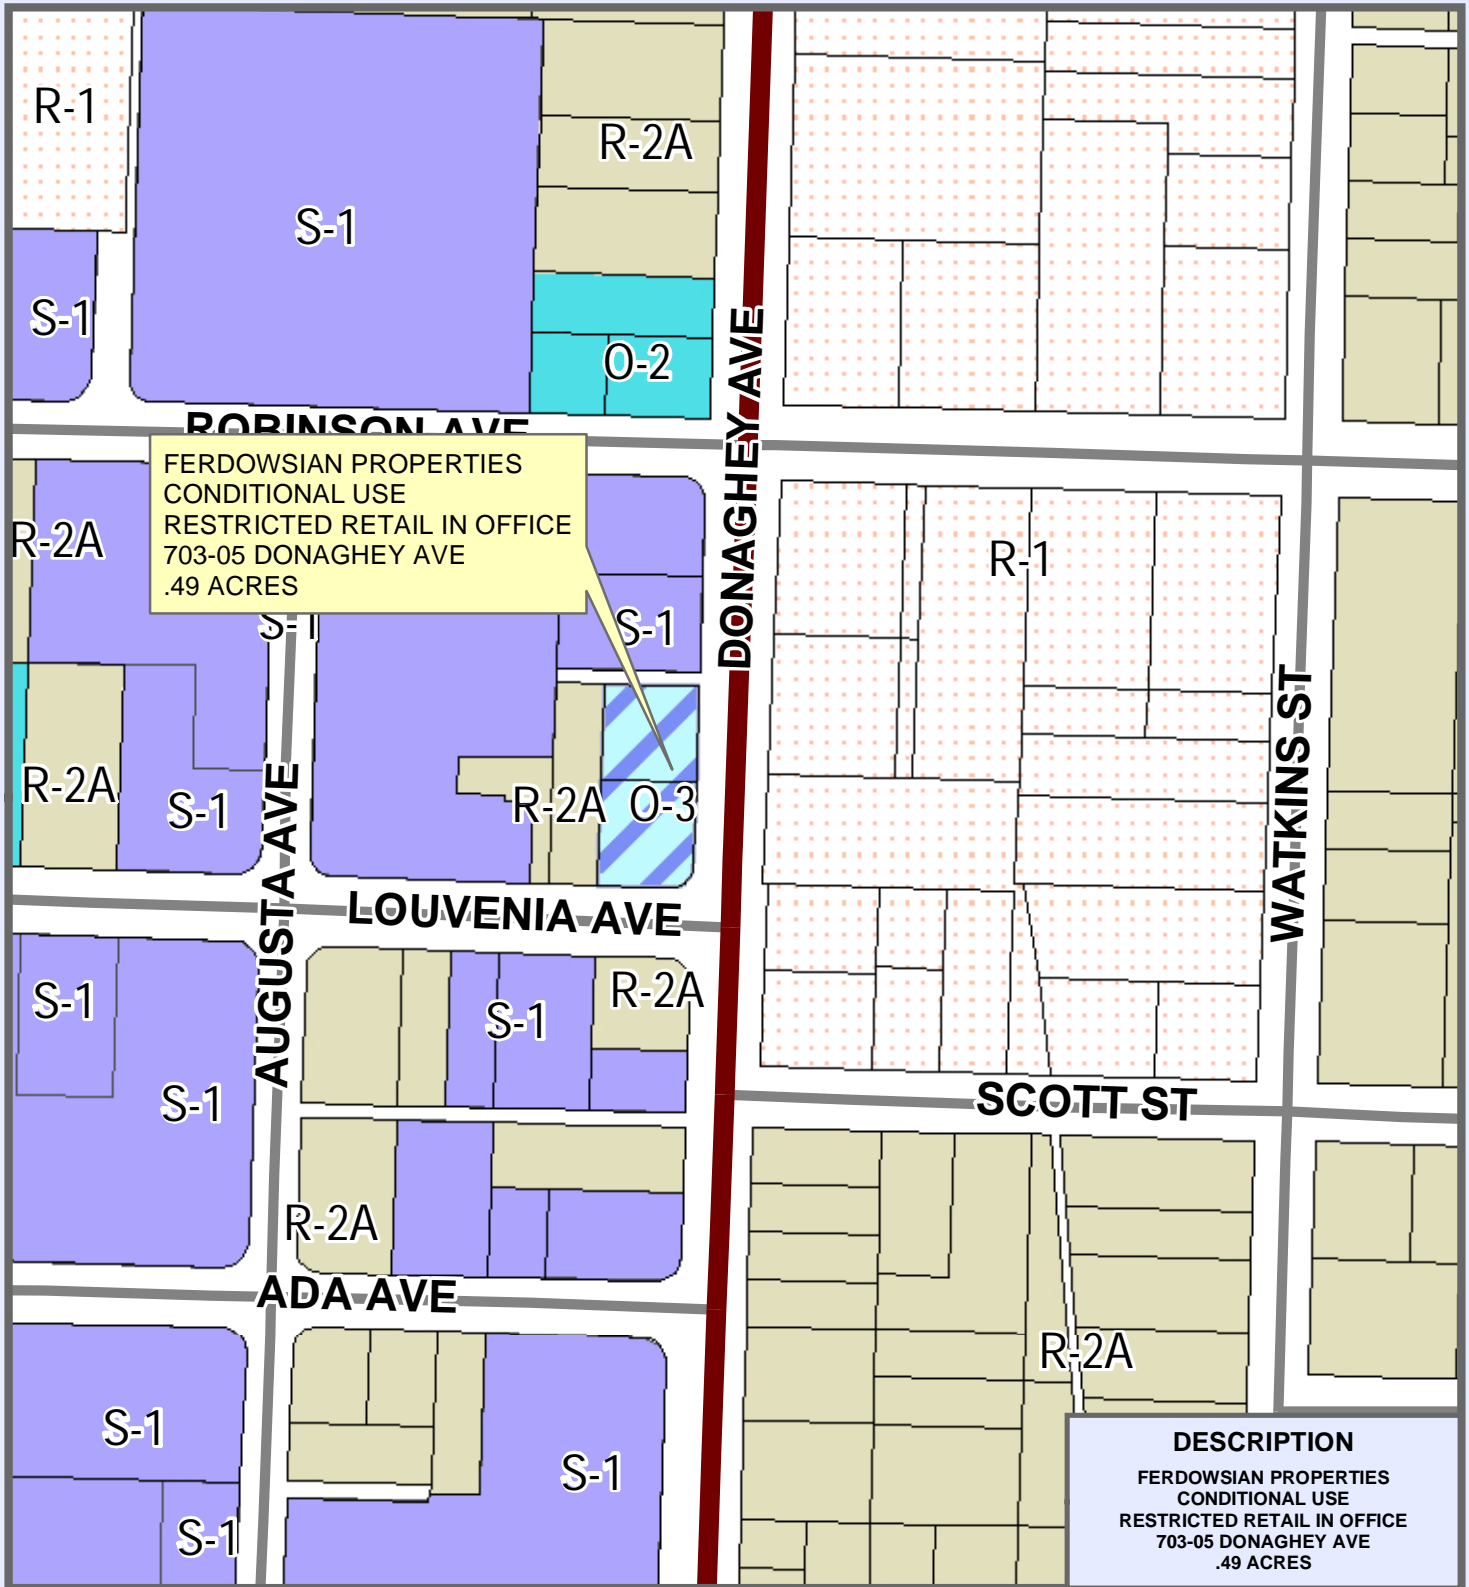 R-1
R-2A
S-1
S-1
O-2
DONAGHEY AVE
ROBINSON AVE
FERDOWSIAN PROPERTIES
CONDITIONAL USE
RESTRICTED RETAIL IN OFFICE
703-05 DONAGHEY AVE
.49 ACRES
R-2A
R-1
S-1
S-1
R-2A
S-1
R-2A
O-3
WATKINS ST
AUGUSTA AVE
LOUVENIA AVE
S-1
S-1
R-2A
S-1
SCOTT ST
R-2A
ADA AVE
R-2A
S-1
S-1
S-1
DESCRIPTION
FERDOWSIAN PROPERTIES
CONDITIONAL USE
RESTRICTED RETAIL IN OFFICE
703-05 DONAGHEY AVE
.49 ACRES